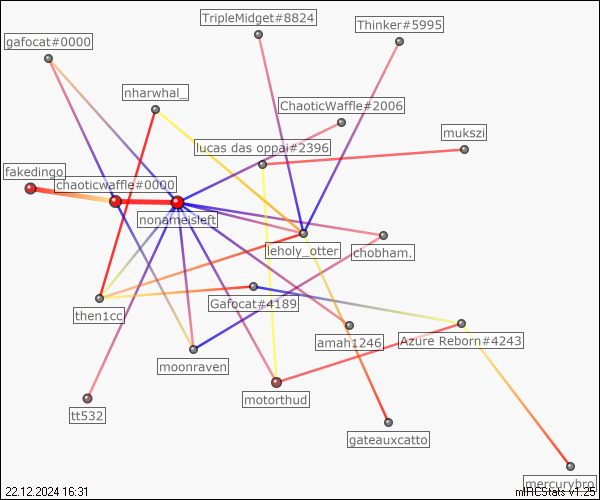 TripleMidget#8824
Thinker#5995
gafocat#0000
nharwhal_
ChaoticWaffle#2006
mukszi
lucas das oppai#2396
fakedingo
chaoticwaffle#0000
nonameisleft
leholy_otter
chobham.
Gafocat#4189
then1cc
amah1246
Azure Reborn#4243
moonraven
motorthud
tt532
gateauxcatto
mercurybro
22.12.2024 16:31
mIRCStats v1.25